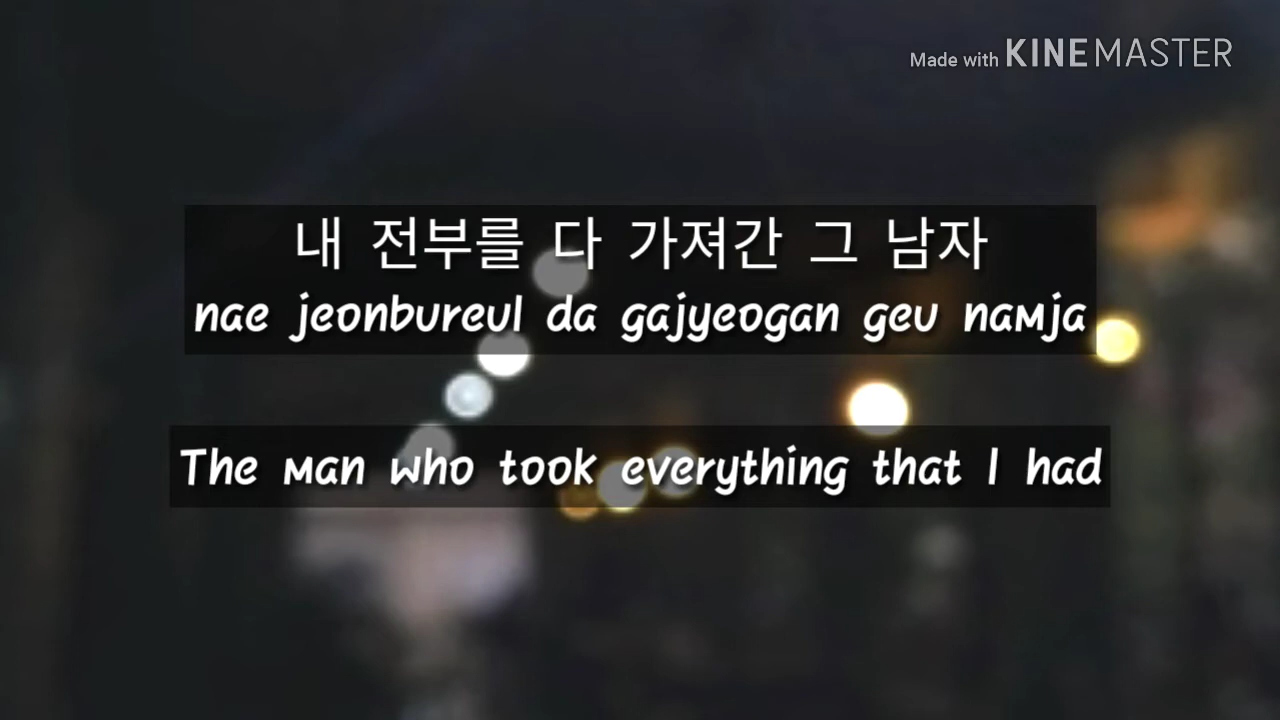 Made with KINEMASTER
내 전부를 다 가져간 그 남자
nae jeonbureul da gajyeogan geu namja
The man who took everything that I had